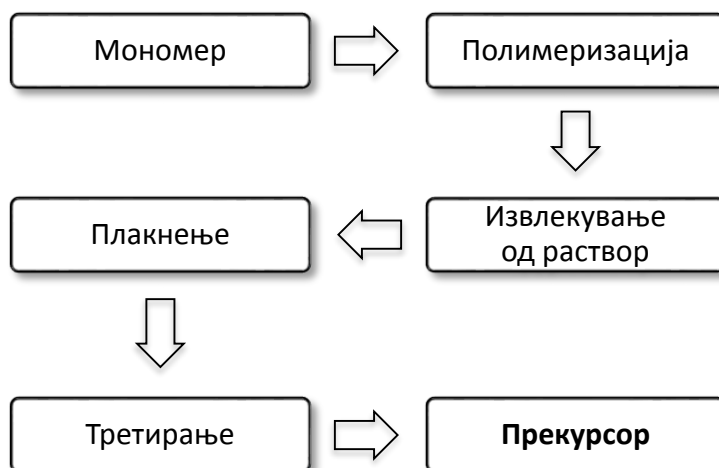 Мономер
Полимеризација
Извлекување
од раствор
Плакнење
Третирање
Прекурсор